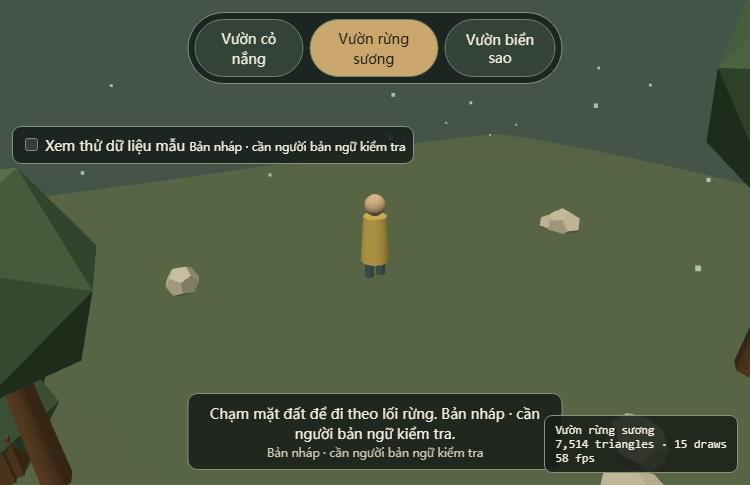 Vườn cỏ
nắng
Vườn rừng
sương
Vườn biển
sao
Xem thử dữ liệu mẫu Bản nháp · cần người bản ngữ kiểm tra
Chạm mặt đất để đi theo lối rừng. Bản nháp · cần
người bản ngữ kiểm tra.
Bản nháp · cần người bản ngữ kiểm tra
Vườn rừng sương
7,514 triangles · 15 draws
58 fps